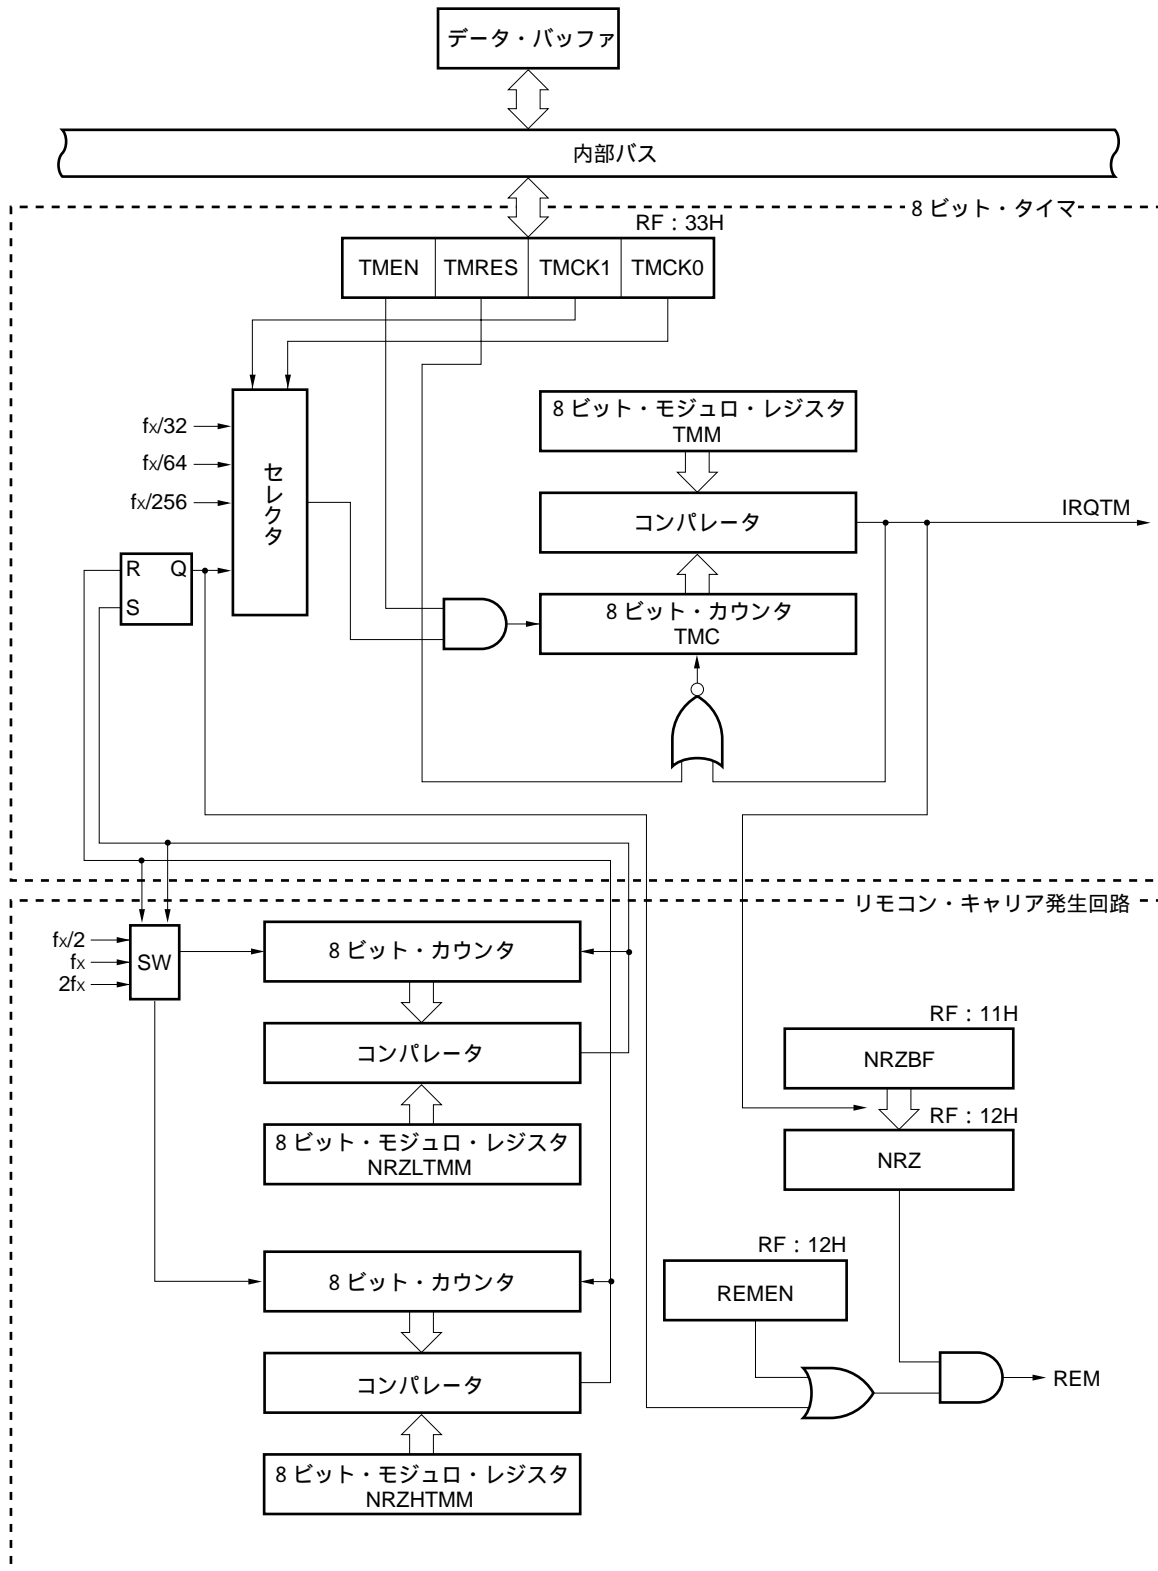 データ・バッファ
内部バス
8 ビット・タイマ
RF：33H
TMEN TMRES TMCK1 TMCK0
fX/32
fX/64
fX/256
セレクタ
8 ビット・モジュロ・レジスタ
TMM
コンパレータ
IRQTM
R Q
S
8 ビット・カウンタ
TMC
リモコン・キャリア発生回路
fX/2
fX
2fX
SW
8 ビット・カウンタ
コンパレータ
8 ビット・モジュロ・レジスタ
NRZLTMM
RF：11H
NRZBF
RF：12H
NRZ
8 ビット・カウンタ
コンパレータ
8 ビット・モジュロ・レジスタ
NRZHTMM
RF：12H
REMEN
REM